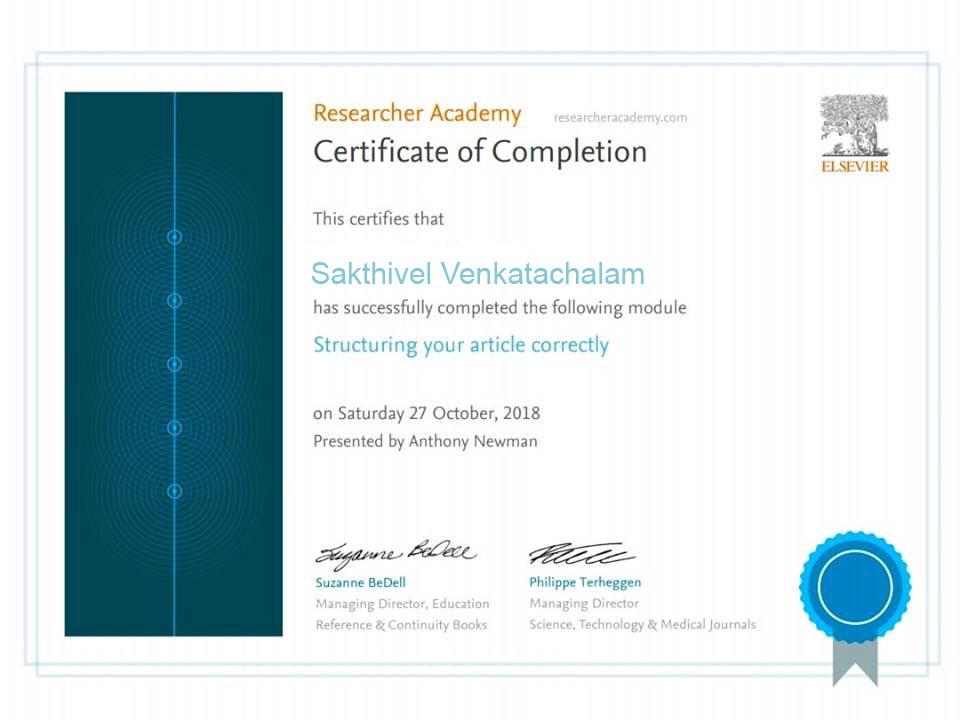 Researcher Academy researcheracademy.com
Certificate of Completion
ELSEVIER
This certifies that
Sakthivel Venkatachalam
has successfully completed the following module
Structuring your article correctly
on Saturday 27 October, 2018
Presented by Anthony Newman
Suzanne BeDell
Suzanne BeDell
Managing Director, Education
Reference & Continuity Books
Philippe Terheggen
Managing Director
Science, Technology & Medical Journals